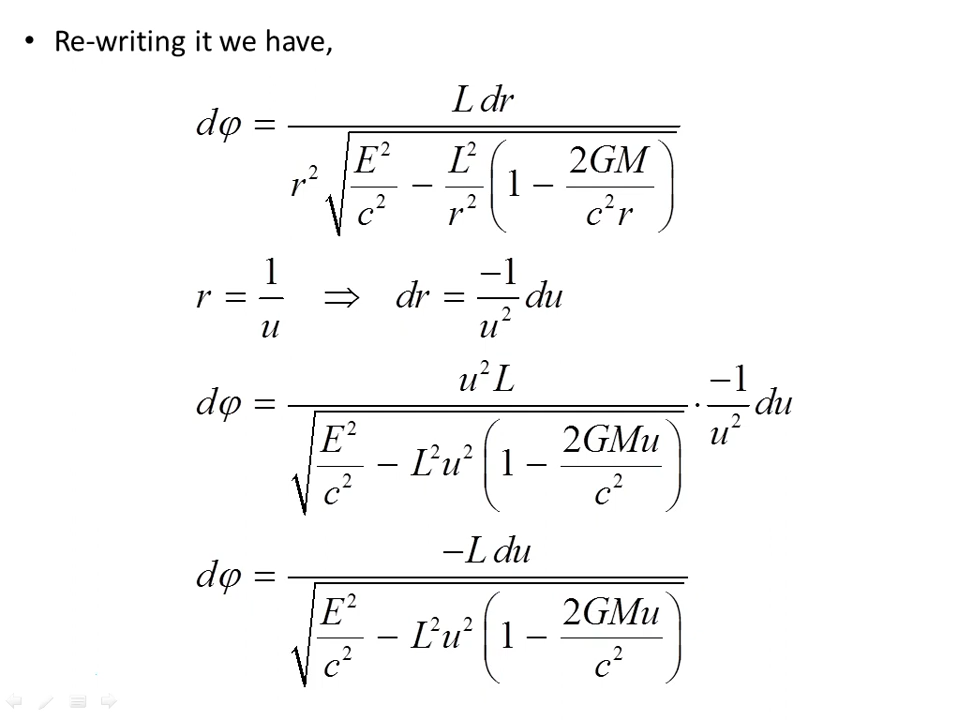 • Re-writing it we have,
dφ = L dr / (r² √(E²/c² − L²/r² (1 − 2GM/c²r)))
r = 1/u ⇒ dr = −1/u² du
dφ = u²L / √(E²/c² − L²u² (1 − 2GMu/c²)) · −1/u² du
dφ = −L du / √(E²/c² − L²u² (1 − 2GMu/c²))